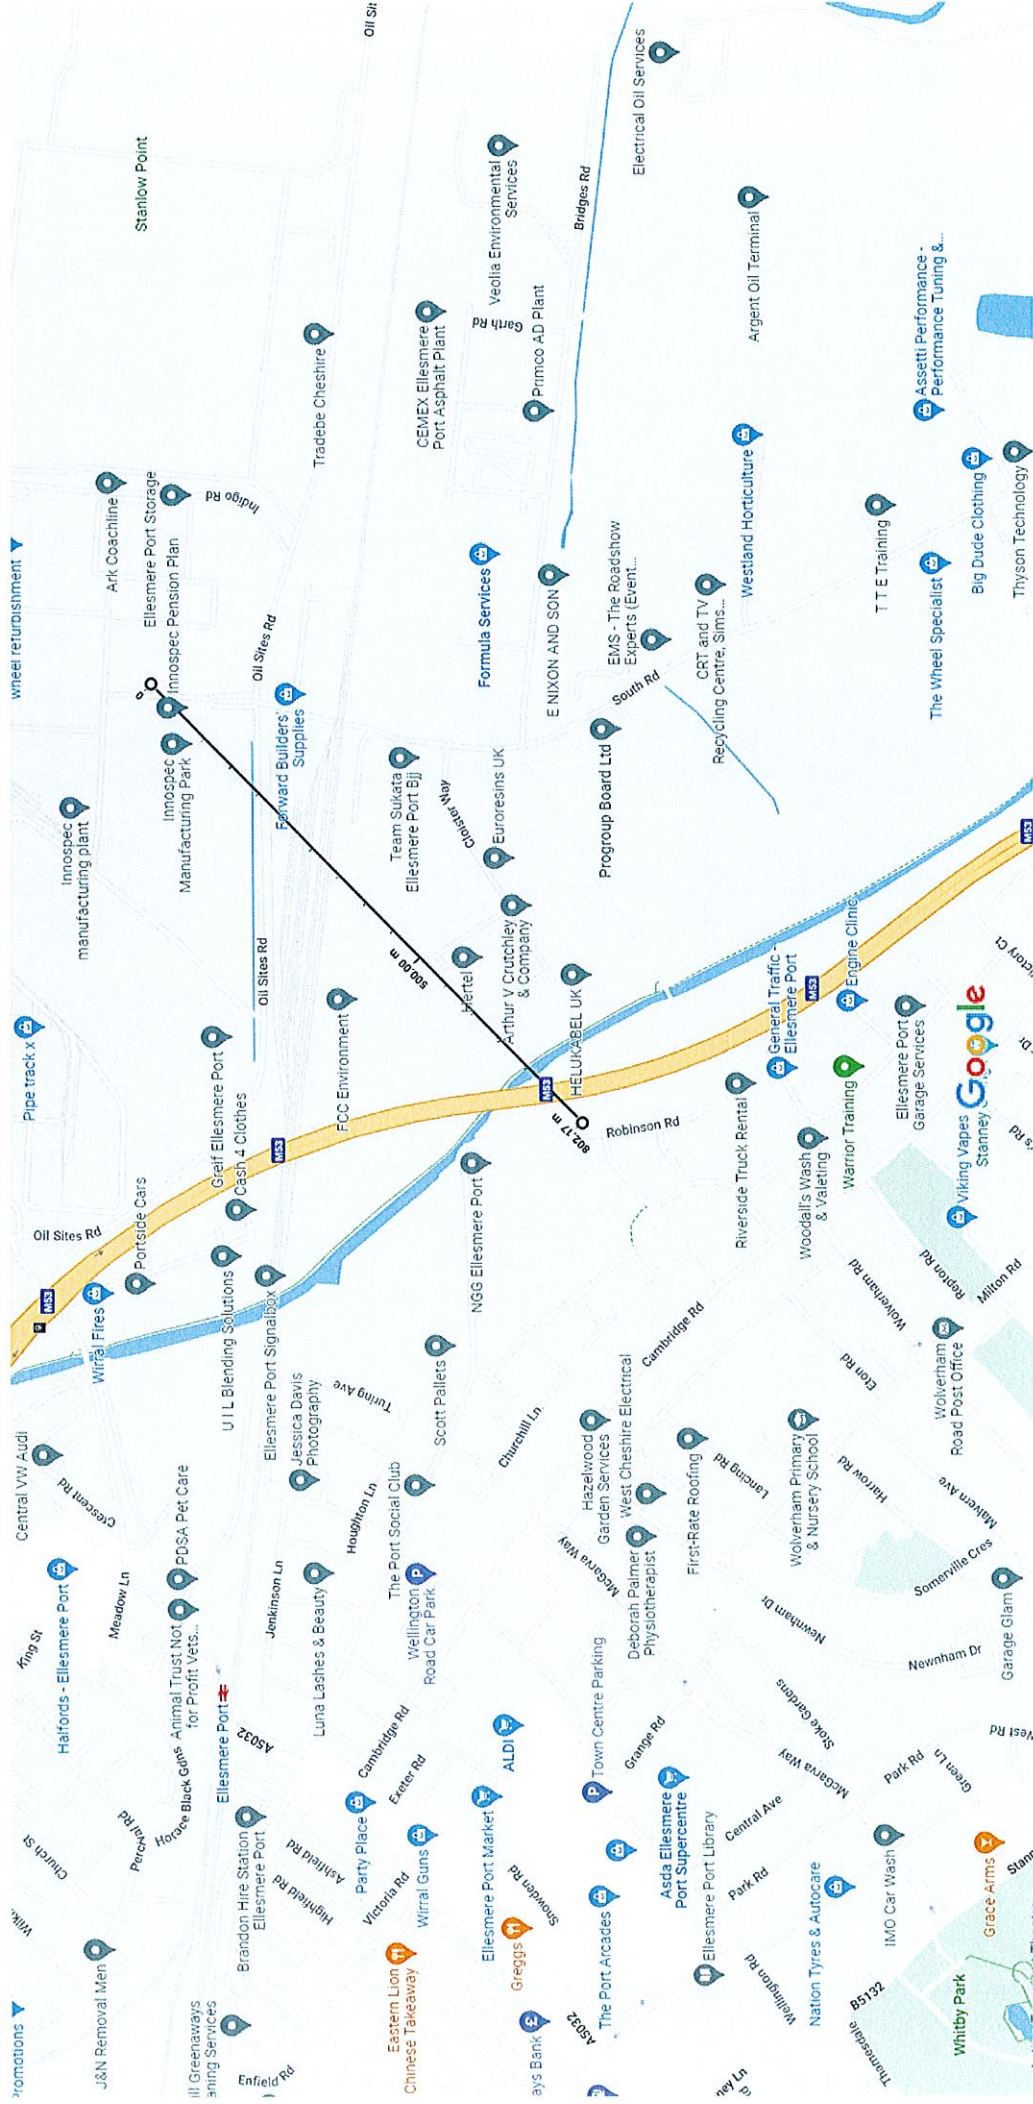 Promotions
J&N Removal Men
ill Greenaways
aning Services
Enfield Rd
Church St
Percival Rd
Horace Black Gdns
King St
Meadow Ln
Halfords - Ellesmere Port
Central VW Audi
Crescent Rd
Animal Trust Not
for Profit Vets...
PDSA Pet Care
Ellesmere Port
A5032
Brandon Hire Station
Ellesmere Port
Ashfield Rd
Highfield Rd
Victoria Rd
Party Place
Wirral Guns
Eastern Lion
Chinese Takeaway
Cambridge Rd
Exeter Rd
Jenkinson Ln
Houghton Ln
Luna Lashes & Beauty
Jessica Davis
Photography
Turing Ave
The Port Social Club
Wellington
Road Car Park
Scott Pallets
Churchill Ln
ALDI
Ellesmere Port Market
Greggs
Snowden Rd
ays Bank
A5032
The Port Arcades
Town Centre Parking
Grange Rd
Asda Ellesmere
Port Supercentre
Ellesmere Port Library
Central Ave
Park Rd
Wellington Rd
Nation Tyres & Autocare
IMO Car Wash
B5132
Thamesdale
Whitby Park
Grace Arms
Stann
ney Ln
Park Rd
Green Ln
West Rd
McGarva Way
Stoke Gardens
Newnham Dr
Newnham Dr
Garage Glam
Somerville Cres
Malvern Ave
Harrow Rd
Wolverham Primary
& Nursery School
Lancing Rd
First-Rate Roofing
Deborah Palmer
Physiotherapist
McGarva Way
West Cheshire Electrical
Hazelwood
Garden Services
Cambridge Rd
Eton Rd
Wolverham Rd
Wolverham
Road Post Office
Milton Rd
Repton Rd
Viking Vapes
Stanney
Google
Ellesmere Port
Garage Services
Warrior Training
Woodall's Wash
& Valeting
Riverside Truck Rental
Robinson Rd
General Traffic -
Ellesmere Port
Engine Clinic
M53
M53
M53
M53
M53
9
Wirral Fires
Portside Cars
Oil Sites Rd
Pipe track x
Greif Ellesmere Port
Cash 4 Clothes
U I L Blending Solutions
Ellesmere Port Signalbox
NGG Ellesmere Port
FCC Environment
Oil Sites Rd
802.17 m
500.00 m
0
HELUKABEL UK
Arthur V Crutchley
& Company
Hertel
Euroresins UK
Cloister Way
Team Sukata
Ellesmere Port Bjj
Forward Builders'
Supplies
Oil Sites Rd
Innospec
manufacturing plant
Innospec
Manufacturing Park
Innospec Pension Plan
Ellesmere Port Storage
Ark Coachline
Indigo Rd
wheel refurbishment
Stanlow Point
Tradebe Cheshire
CEMEX Ellesmere
Port Asphalt Plant
Garth Rd
Veolia Environmental
Services
Primco AD Plant
Bridges Rd
Oil Sit
Electrical Oil Services
Argent Oil Terminal
Formula Services
E NIXON AND SON
EMS - The Roadshow
Experts (Event...
South Rd
Progroup Board Ltd
CRT and TV
Recycling Centre, Sims...
Westland Horticulture
T T E Training
The Wheel Specialist
Big Dude Clothing
Thyson Technology
Assetti Performance -
Performance Tuning &...